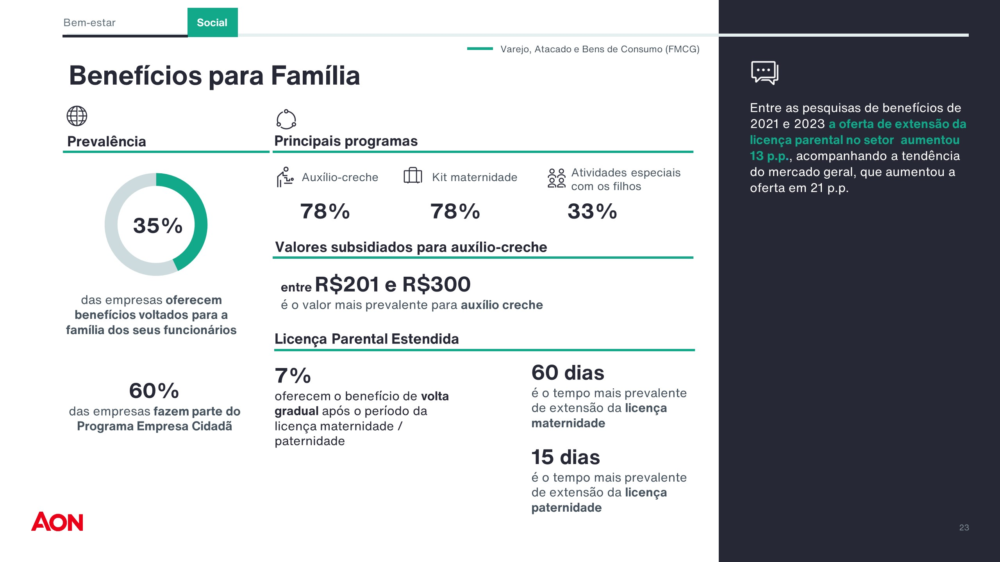 Bem-estar
Social
Varejo, Atacado e Bens de Consumo (FMCG)
Benefícios para Família
Prevalência
35%
das empresas oferecem
benefícios voltados para a
família dos seus funcionários
60%
das empresas fazem parte do
Programa Empresa Cidadã
Principais programas
Auxílio-creche
78%
Kit maternidade
78%
Atividades especiais
com os filhos
33%
Valores subsidiados para auxílio-creche
entre R$201 e R$300
é o valor mais prevalente para auxílio creche
Licença Parental Estendida
7%
oferecem o benefício de volta
gradual após o período da
licença maternidade /
paternidade
60 dias
é o tempo mais prevalente
de extensão da licença
maternidade
15 dias
é o tempo mais prevalente
de extensão da licença
paternidade
Entre as pesquisas de benefícios de
2021 e 2023 a oferta de extensão da
licença parental no setor aumentou
13 p.p., acompanhando a tendência
do mercado geral, que aumentou a
oferta em 21 p.p.
AON
23